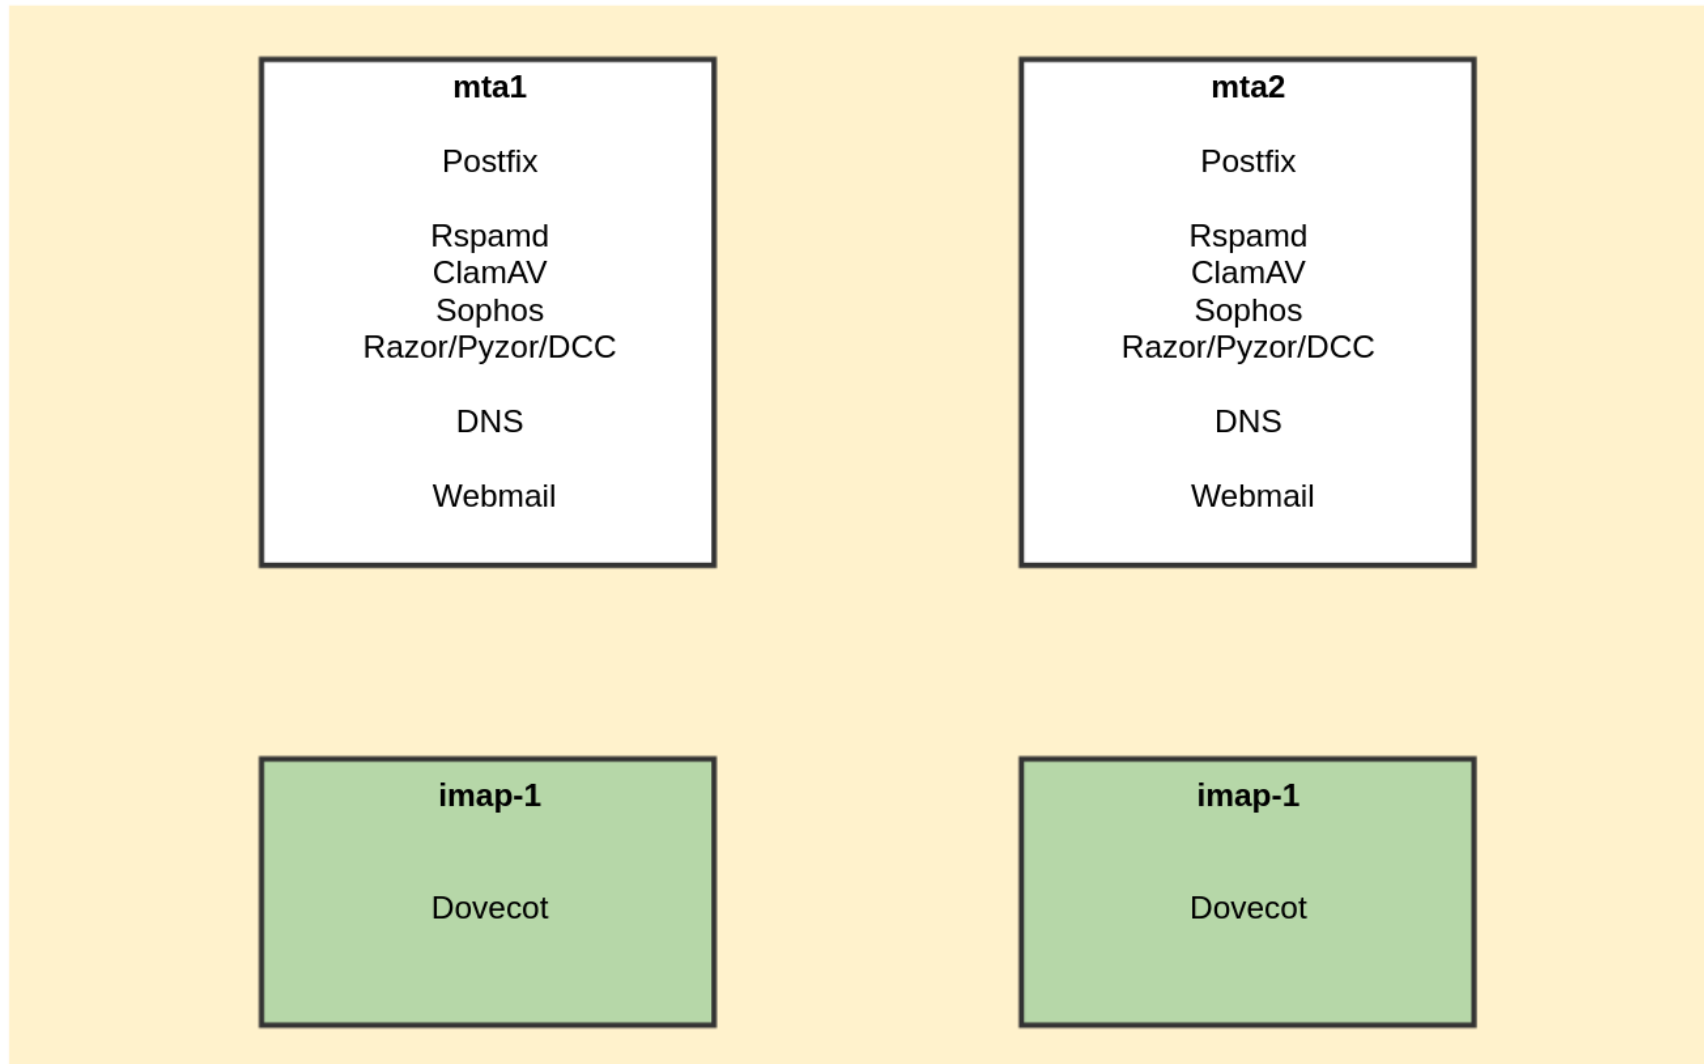 mta1
Postfix
Rspamd
ClamAV
Sophos
Razor/Pyzor/DCC
DNS
Webmail
mta2
Postfix
Rspamd
ClamAV
Sophos
Razor/Pyzor/DCC
DNS
Webmail
imap-1
Dovecot
imap-1
Dovecot